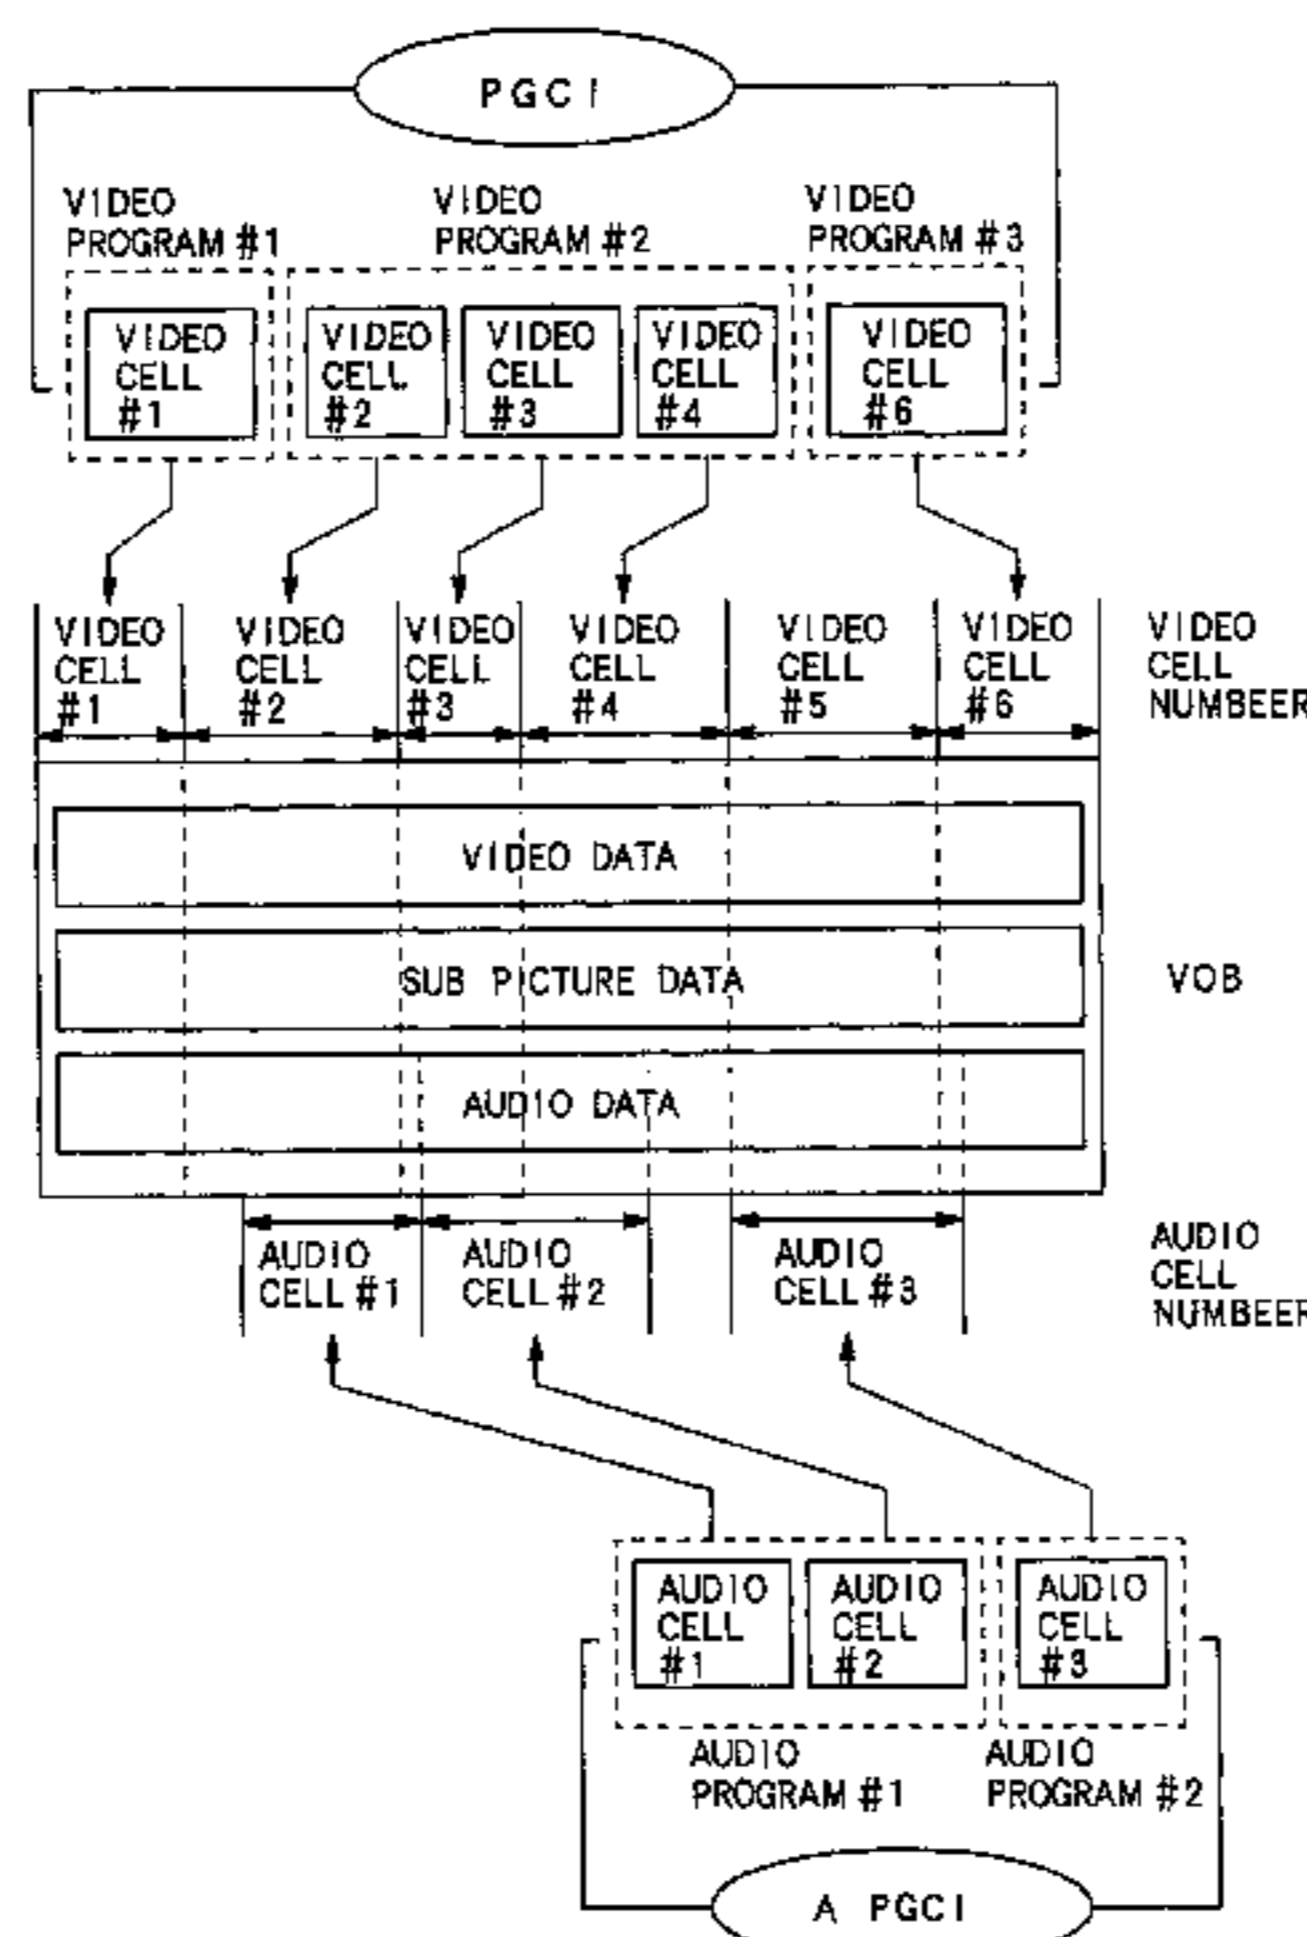 PGCI
VIDEO
PROGRAM #1
VIDEO
PROGRAM #2
VIDEO
PROGRAM #3
VIDEO
CELL
#1
VIDEO
CELL
#2
VIDEO
CELL
#3
VIDEO
CELL
#4
VIDEO
CELL
#6
VIDEO
CELL
#1
VIDEO
CELL
#2
VIDEO
CELL
#3
VIDEO
CELL
#4
VIDEO
CELL
#5
VIDEO
CELL
#6
VIDEO
CELL
NUMBEER
VIDEO DATA
SUB PICTURE DATA
VOB
AUDIO DATA
AUDIO
CELL #1
AUDIO
CELL #2
AUDIO
CELL #3
AUDIO
CELL
NUMBEER
AUDIO
CELL
#1
AUDIO
CELL
#2
AUDIO
CELL
#3
AUDIO
PROGRAM #1
AUDIO
PROGRAM #2
A PGCI